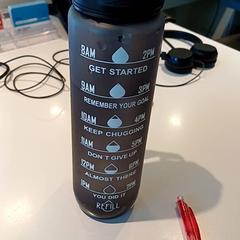 8AM 2PM
GET STARTED
9AM 3PM
REMEMBER YOUR GOAL
10AM 4PM
KEEP CHUGGING
11AM 5PM
DON'T GIVE UP
12PM 6PM
ALMOST THERE
1PM 7PM
YOU DID IT
REFILL